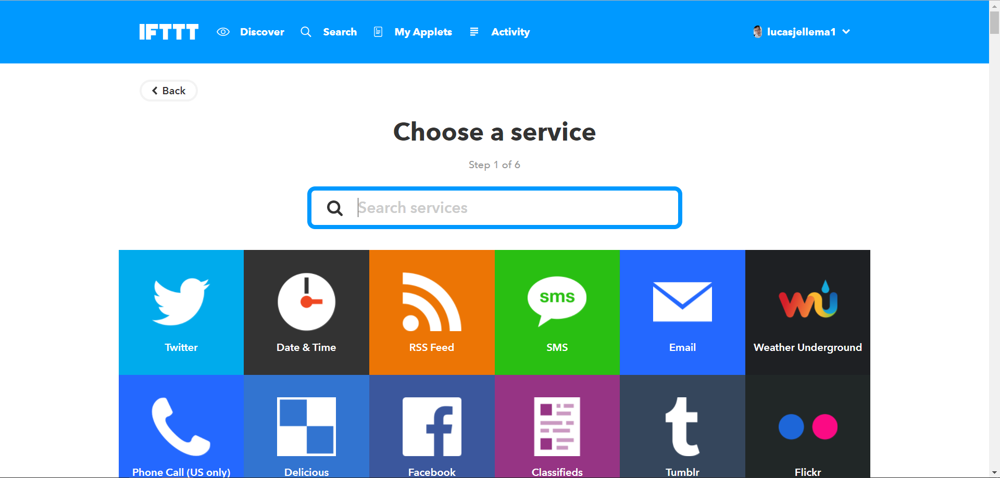 IFTTT Discover Search My Applets Activity lucasjellema1
Back
Choose a service
Step 1 of 6
Search services
sms
Twitter Date & Time RSS Feed SMS Email Weather Underground
Phone Call (US only) Delicious Facebook Classifieds Tumblr Flickr